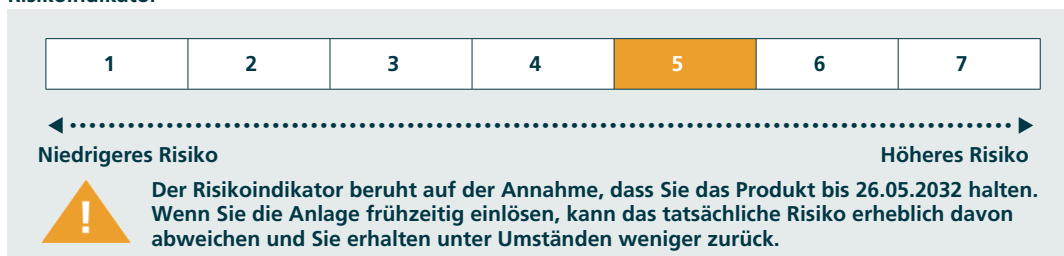 Risikoindikator
1 2 3 4 5 6 7
Niedrigeres Risiko Höheres Risiko
! Der Risikoindikator beruht auf der Annahme, dass Sie das Produkt bis 26.05.2032 halten.
Wenn Sie die Anlage frühzeitig einlösen, kann das tatsächliche Risiko erheblich davon
abweichen und Sie erhalten unter Umständen weniger zurück.